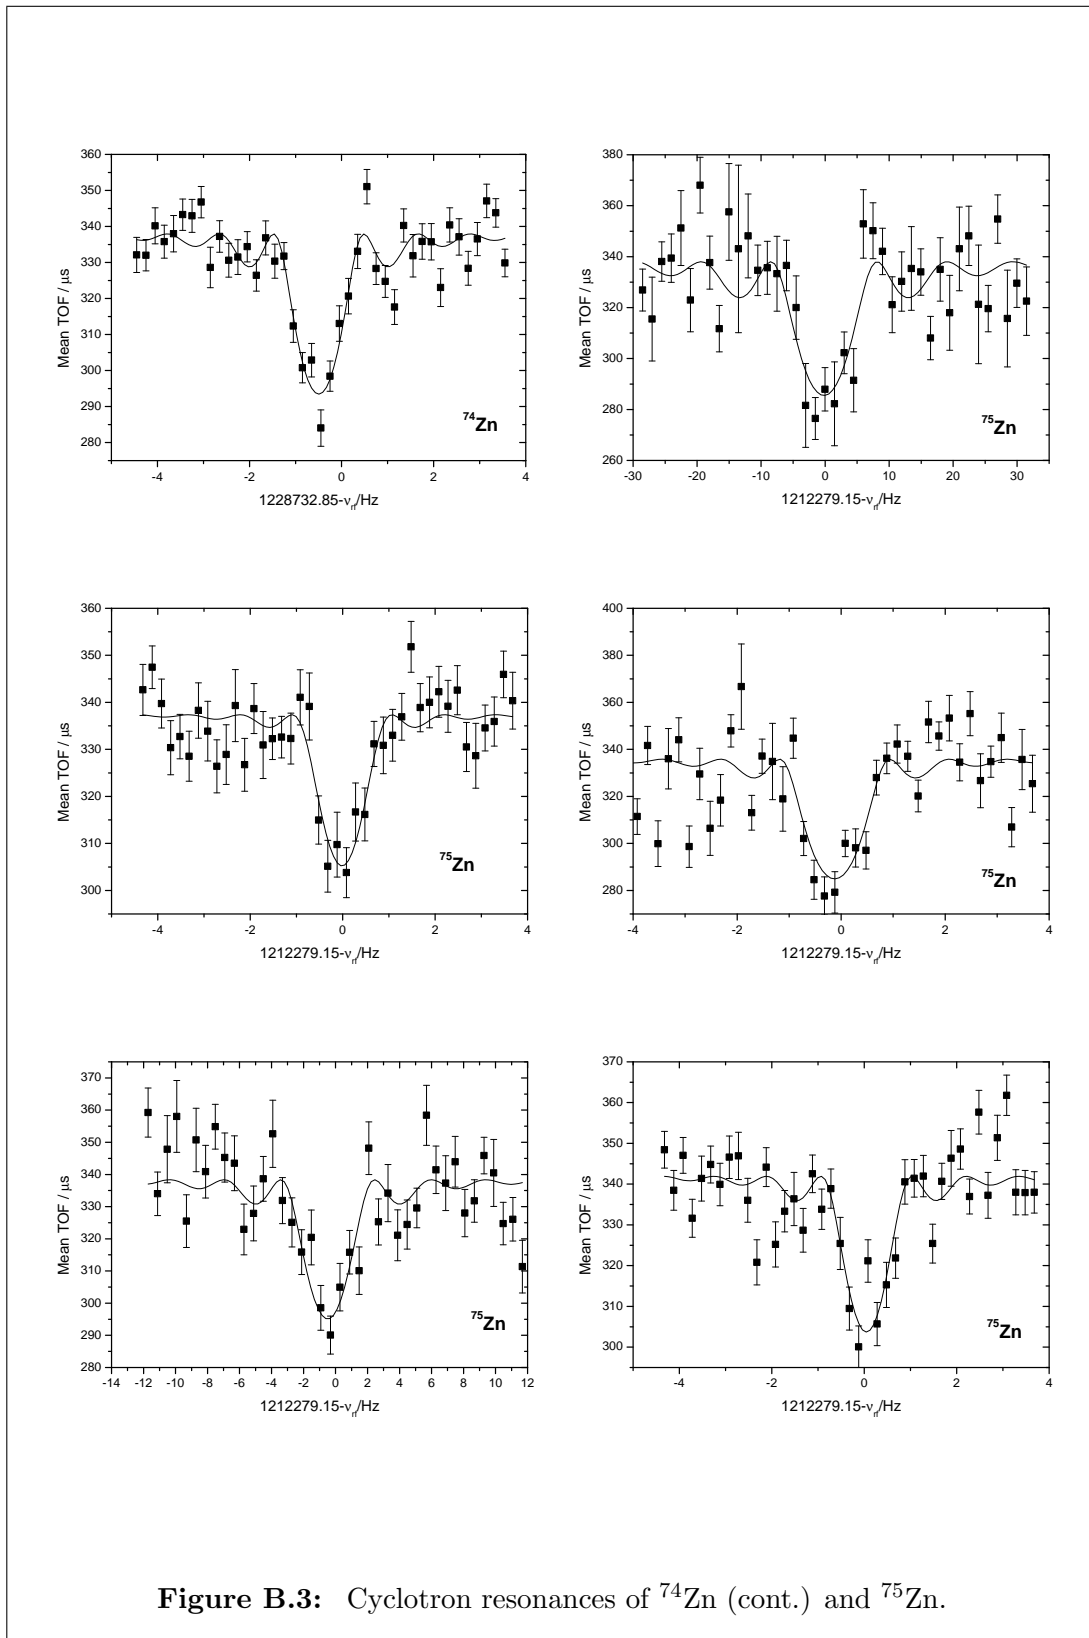 360
350
340
330
320
310
300
290
280
Mean TOF / µs
-4 -2 0 2 4
1228732.85-νrf/Hz
⁷⁴Zn
380
360
340
320
300
280
260
Mean TOF / µs
-30 -20 -10 0 10 20 30
1212279.15-νrf/Hz
⁷⁵Zn
360
350
340
330
320
310
300
Mean TOF / µs
-4 -2 0 2 4
1212279.15-νrf/Hz
⁷⁵Zn
400
380
360
340
320
300
280
Mean TOF / µs
-4 -2 0 2 4
1212279.15-νrf/Hz
⁷⁵Zn
370
360
350
340
330
320
310
300
290
280
Mean TOF / µs
-14 -12 -10 -8 -6 -4 -2 0 2 4 6 8 10 12
1212279.15-νrf/Hz
⁷⁵Zn
370
360
350
340
330
320
310
300
Mean TOF / µs
-4 -2 0 2 4
1212279.15-νrf/Hz
⁷⁵Zn
Figure B.3: Cyclotron resonances of ⁷⁴Zn (cont.) and ⁷⁵Zn.